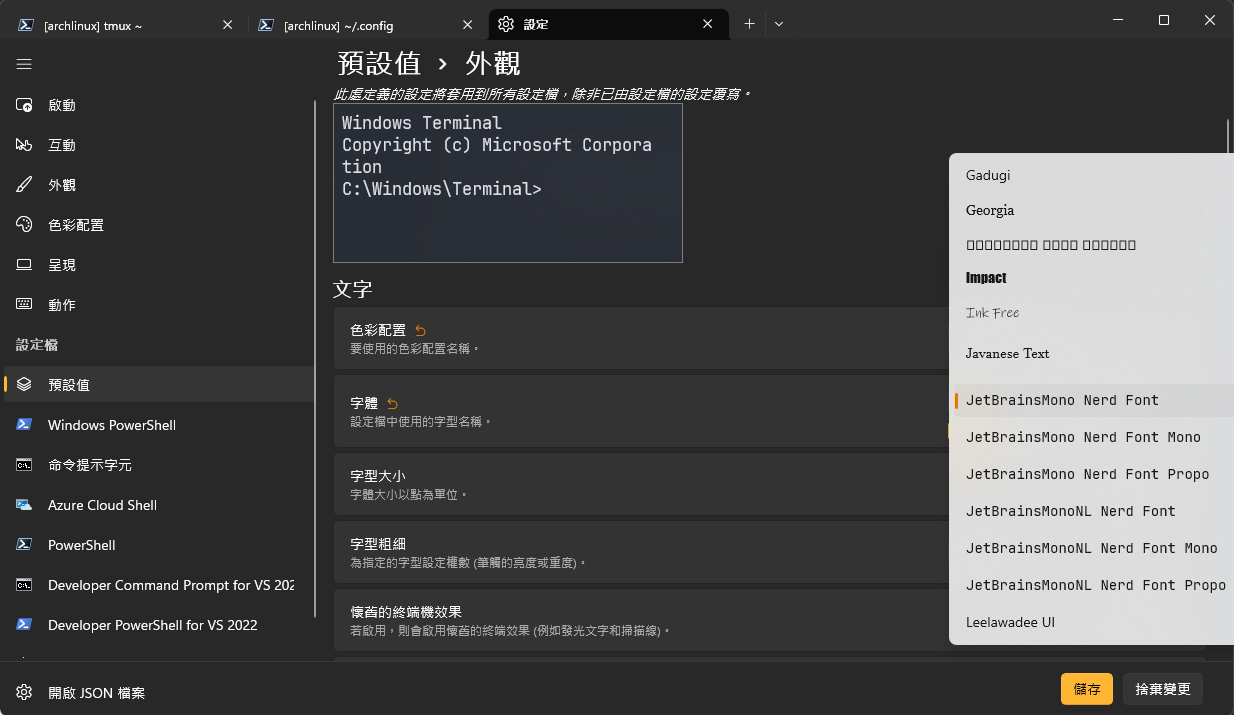 [archlinux] tmux ~
[archlinux] ~/.config
設定
啟動
互動
外觀
色彩配置
呈現
動作
設定檔
預設值
Windows PowerShell
命令提示字元
Azure Cloud Shell
PowerShell
Developer Command Prompt for VS 202
Developer PowerShell for VS 2022
開啟 JSON 檔案
預設值 › 外觀
此處定義的設定將套用到所有設定檔，除非已由設定檔的設定覆寫。
Windows Terminal
Copyright (c) Microsoft Corpora
tion
C:\Windows\Terminal>
文字
色彩配置
要使用的色彩配置名稱。
字體
設定檔中使用的字型名稱。
字型大小
字體大小以點為單位。
字型粗細
為指定的字型設定權數 (筆觸的亮度或重度)。
懷舊的終端機效果
若啟用，則會啟用懷舊的終端效果 (例如發光文字和掃描線)。
Gadugi
Georgia
Impact
Ink Free
Javanese Text
JetBrainsMono Nerd Font
JetBrainsMono Nerd Font Mono
JetBrainsMono Nerd Font Propo
JetBrainsMonoNL Nerd Font
JetBrainsMonoNL Nerd Font Mono
JetBrainsMonoNL Nerd Font Propo
Leelawadee UI
儲存
捨棄變更